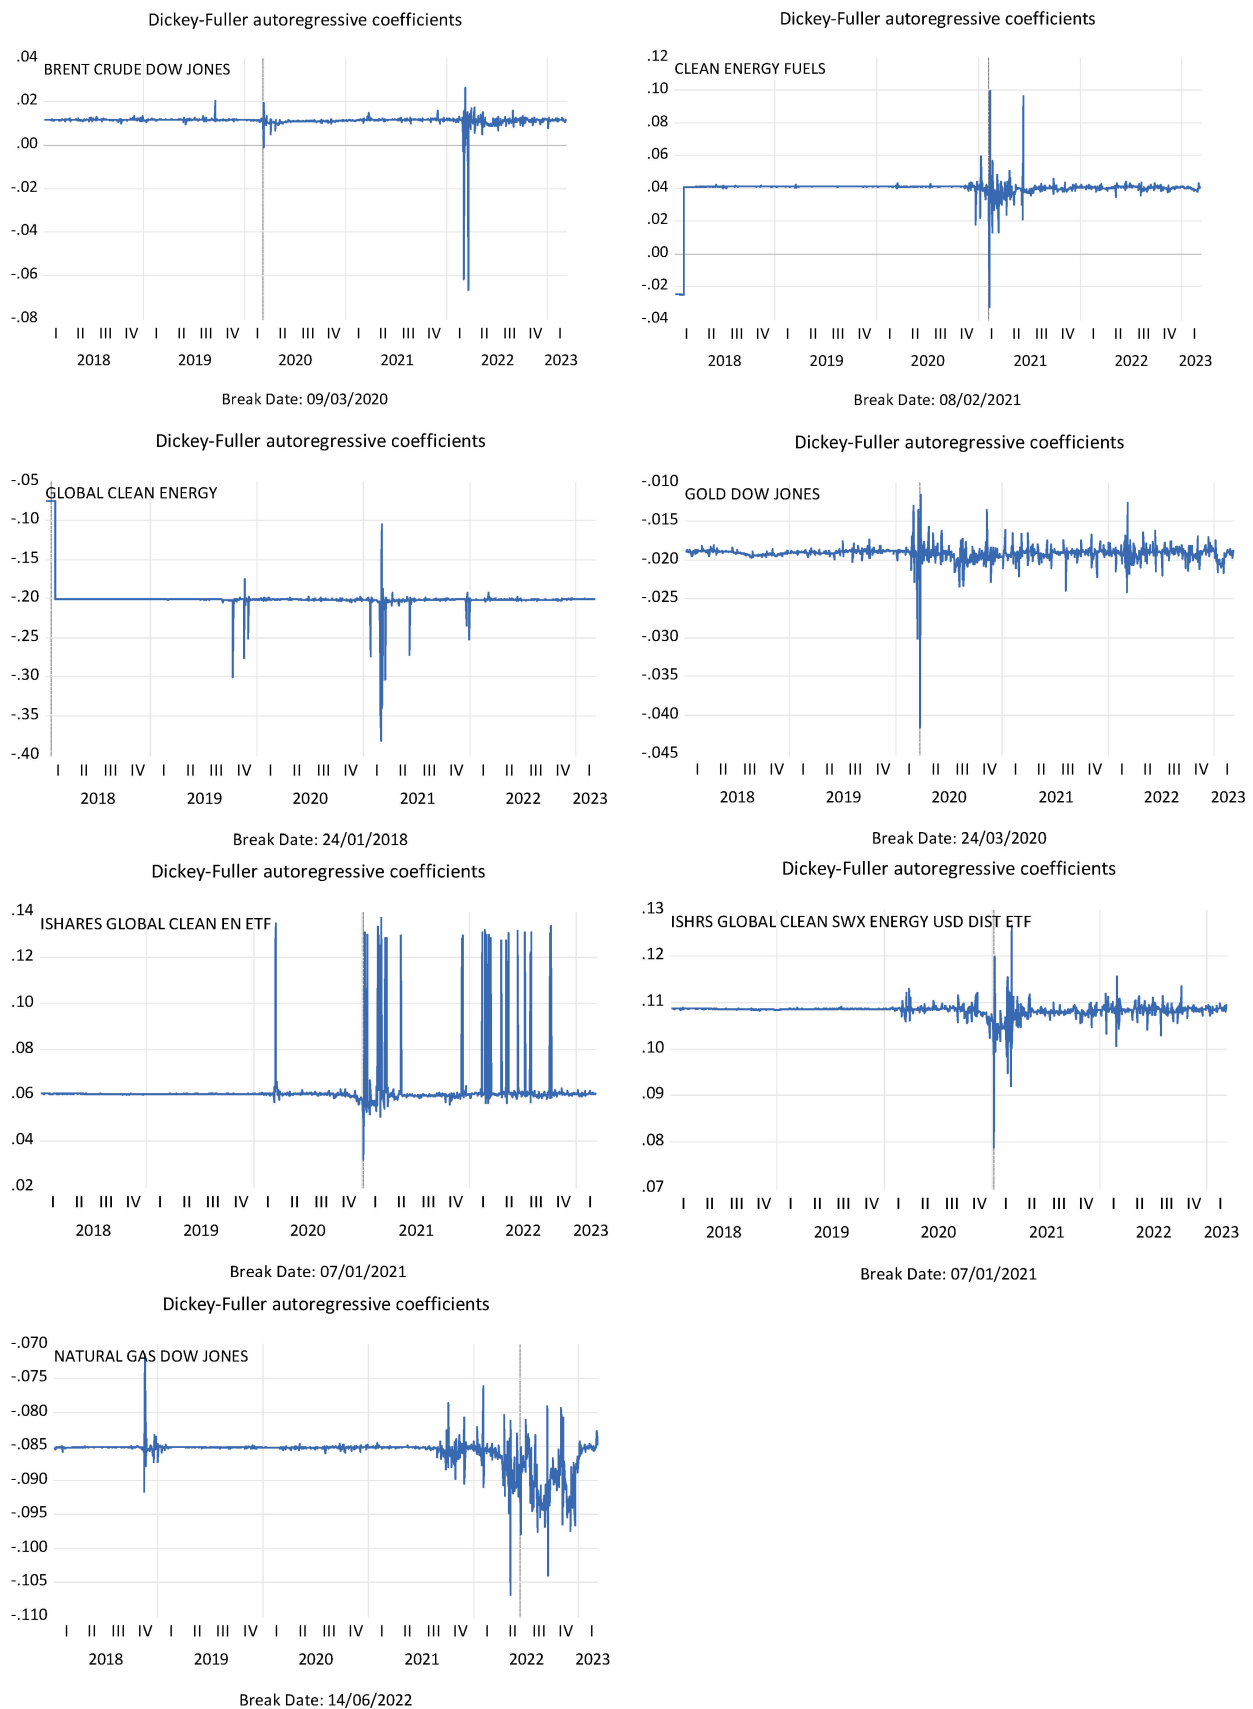 Dickey-Fuller autoregressive coefficients
BRENT CRUDE DOW JONES
.04
.02
.00
-.02
-.04
-.06
-.08
I II III IV I II III IV I II III IV I II III IV I II III IV I
2018 2019 2020 2021 2022 2023
Break Date: 09/03/2020
Dickey-Fuller autoregressive coefficients
CLEAN ENERGY FUELS
.12
.10
.08
.06
.04
.02
.00
-.02
-.04
I II III IV I II III IV I II III IV I II III IV I II III IV I
2018 2019 2020 2021 2022 2023
Break Date: 08/02/2021
Dickey-Fuller autoregressive coefficients
GLOBAL CLEAN ENERGY
-.05
-.10
-.15
-.20
-.25
-.30
-.35
-.40
I II III IV I II III IV I II III IV I II III IV I II III IV I
2018 2019 2020 2021 2022 2023
Break Date: 24/01/2018
Dickey-Fuller autoregressive coefficients
GOLD DOW JONES
-.010
-.015
-.020
-.025
-.030
-.035
-.040
-.045
I II III IV I II III IV I II III IV I II III IV I II III IV I
2018 2019 2020 2021 2022 2023
Break Date: 24/03/2020
Dickey-Fuller autoregressive coefficients
ISHARES GLOBAL CLEAN EN ETF
.14
.12
.10
.08
.06
.04
.02
I II III IV I II III IV I II III IV I II III IV I II III IV I
2018 2019 2020 2021 2022 2023
Break Date: 07/01/2021
Dickey-Fuller autoregressive coefficients
ISHRS GLOBAL CLEAN SWX ENERGY USD DIST ETF
.13
.12
.11
.10
.09
.08
.07
I II III IV I II III IV I II III IV I II III IV I II III IV I
2018 2019 2020 2021 2022 2023
Break Date: 07/01/2021
Dickey-Fuller autoregressive coefficients
NATURAL GAS DOW JONES
-.070
-.075
-.080
-.085
-.090
-.095
-.100
-.105
-.110
I II III IV I II III IV I II III IV I II III IV I II III IV I
2018 2019 2020 2021 2022 2023
Break Date: 14/06/2022